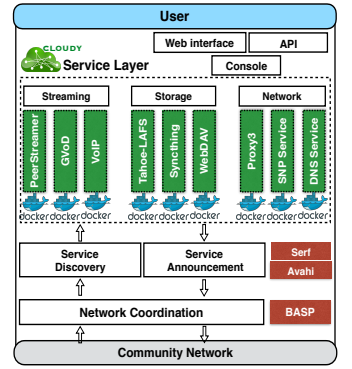 User
Web interface
API
CLOUDY
Service Layer
Console
Streaming
Storage
Network
PeerStreamer
GVoD
VoIP
Tahoe-LAFS
Syncthing
WebDAV
Proxy3
SNP Service
DNS Service
docker
docker
docker
docker
docker
docker
docker
docker
docker
Service
Discovery
Service
Announcement
Serf
Avahi
Network Coordination
BASP
Community Network